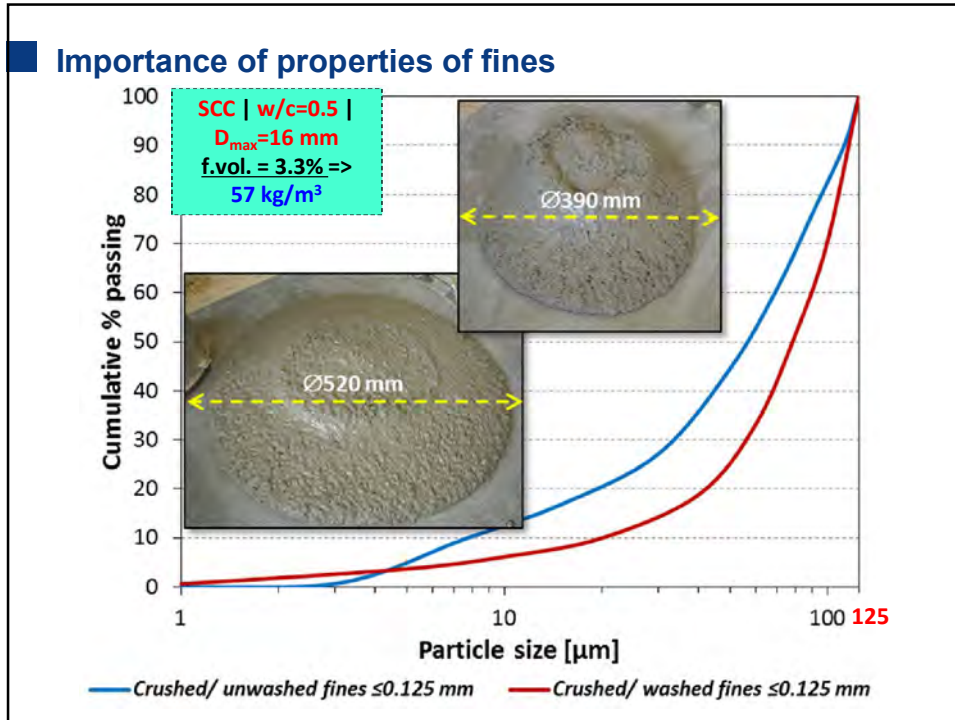 Importance of properties of fines
SCC | w/c=0.5 |
Dmax=16 mm
f.vol. = 3.3% =>
57 kg/m³
Ø390 mm
Ø520 mm
Cumulative % passing
100
90
80
70
60
50
40
30
20
10
0
1
10
100
125
Particle size [µm]
Crushed/ unwashed fines ≤0.125 mm
Crushed/ washed fines ≤0.125 mm